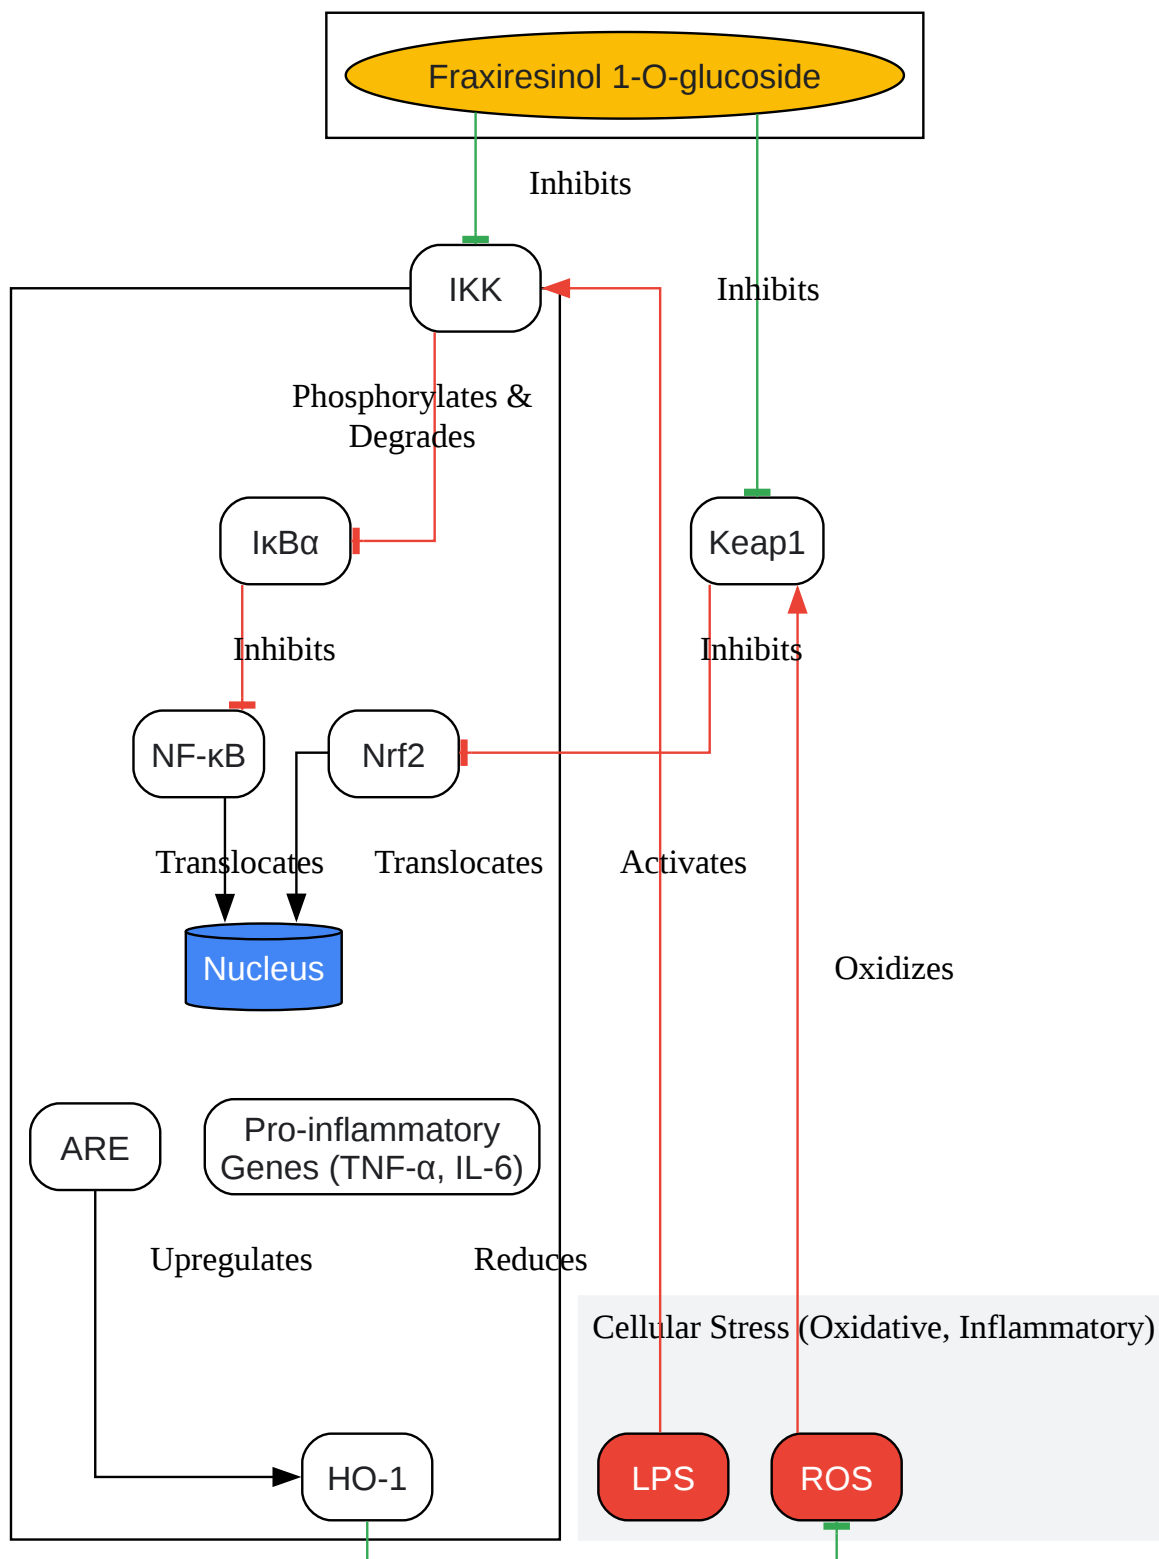 Fraxiresinol 1-O-glucoside
Inhibits
IKK
Inhibits
Phosphorylates &
Degrades
IκBα
Keap1
Inhibits
Inhibits
NF-κB
Nrf2
Translocates
Translocates
Activates
Nucleus
Oxidizes
ARE
Pro-inflammatory
Genes (TNF-α, IL-6)
Upregulates
Reduces
Cellular Stress (Oxidative, Inflammatory)
HO-1
LPS
ROS